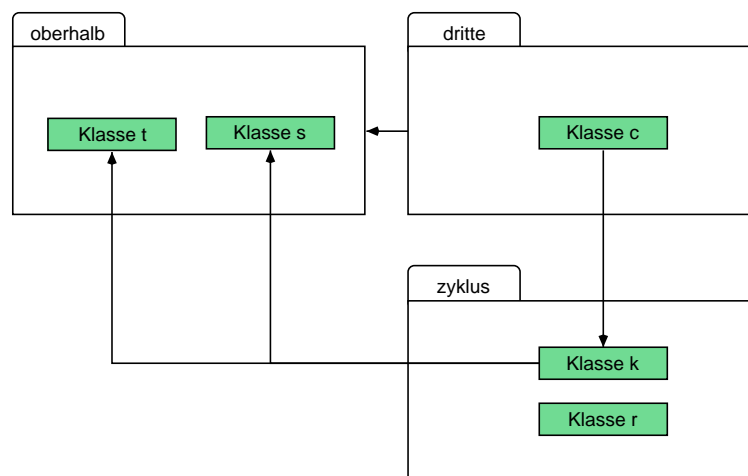 oberhalb
dritte
Klasse t
Klasse s
Klasse c
zyklus
Klasse k
Klasse r